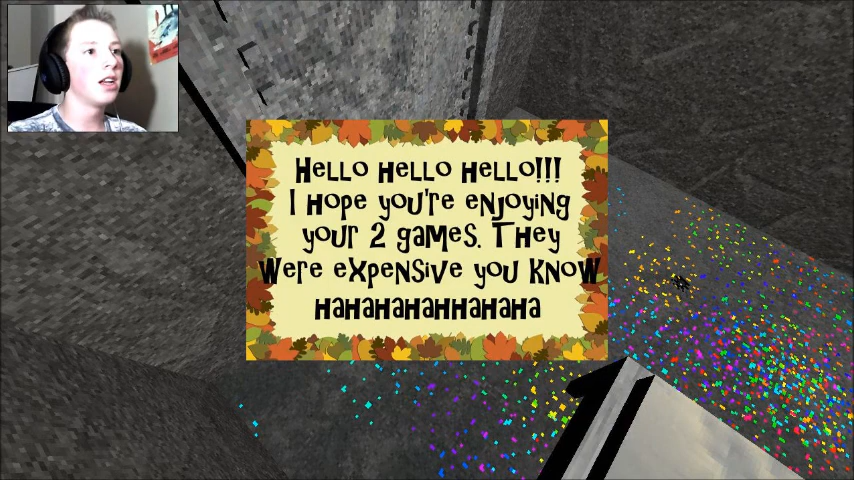 Hello Hello Hello!!!
I Hope you're enjoying
your 2 games. They
were expensive you know
HaHaHaHaHHaHaHa